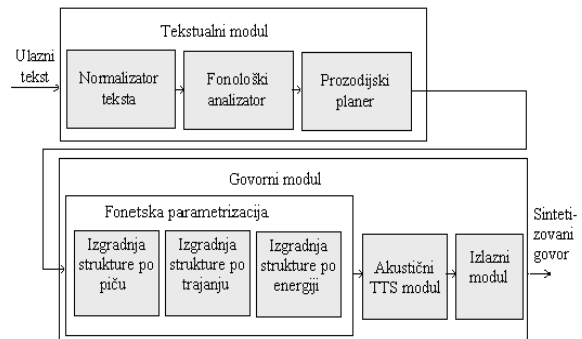 Tekstualni modul
Ulazni
tekst
Normalizator
teksta
Fonološki
analizator
Prozodijski
planer
Govorni modul
Fonetska parametrizacija
Izgradnja
strukture po
piču
Izgradnja
strukture po
trajanju
Izgradnja
strukture po
energiji
Akustični
TTS modul
Izlazni
modul
Sinteti-
zovani
govor